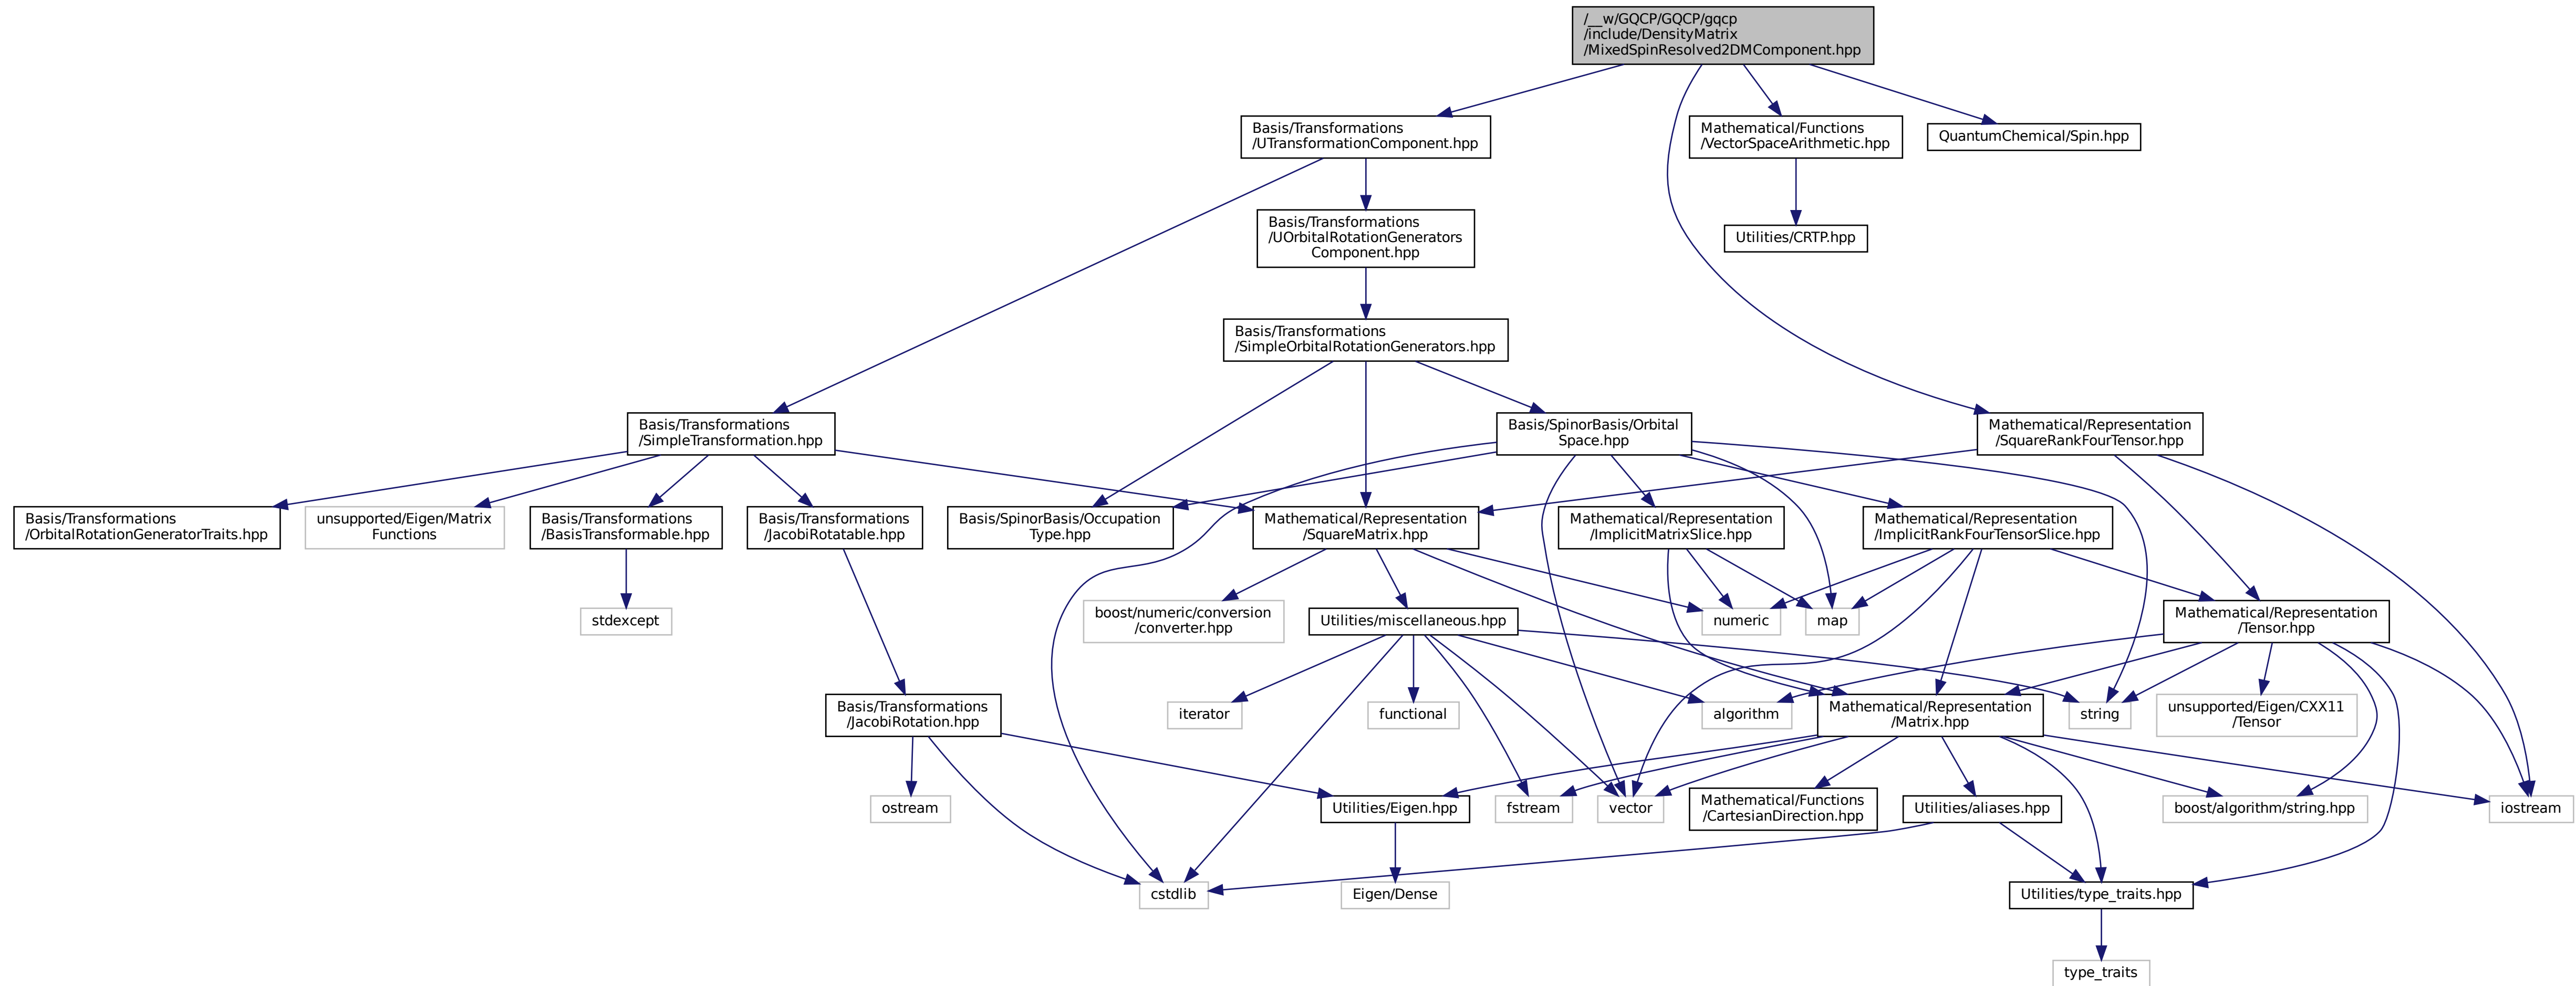 /__w/GQCP/GQCP/gqcp
/include/DensityMatrix
/MixedSpinResolved2DMComponent.hpp
Basis/Transformations
/UTransformationComponent.hpp
Mathematical/Functions
/VectorSpaceArithmetic.hpp
QuantumChemical/Spin.hpp
Basis/Transformations
/UOrbitalRotationGenerators
Component.hpp
Utilities/CRTP.hpp
Basis/Transformations
/SimpleOrbitalRotationGenerators.hpp
Basis/Transformations
/SimpleTransformation.hpp
Basis/SpinorBasis/Orbital
Space.hpp
Mathematical/Representation
/SquareRankFourTensor.hpp
Basis/Transformations
/OrbitalRotationGeneratorTraits.hpp
unsupported/Eigen/Matrix
Functions
Basis/Transformations
/BasisTransformable.hpp
Basis/Transformations
/JacobiRotatable.hpp
Basis/SpinorBasis/Occupation
Type.hpp
Mathematical/Representation
/SquareMatrix.hpp
Mathematical/Representation
/ImplicitMatrixSlice.hpp
Mathematical/Representation
/ImplicitRankFourTensorSlice.hpp
stdexcept
boost/numeric/conversion
/converter.hpp
Utilities/miscellaneous.hpp
numeric
map
Mathematical/Representation
/Tensor.hpp
Basis/Transformations
/JacobiRotation.hpp
iterator
functional
algorithm
Mathematical/Representation
/Matrix.hpp
string
unsupported/Eigen/CXX11
/Tensor
ostream
Utilities/Eigen.hpp
fstream
vector
Mathematical/Functions
/CartesianDirection.hpp
Utilities/aliases.hpp
boost/algorithm/string.hpp
iostream
cstdlib
Eigen/Dense
Utilities/type_traits.hpp
type_traits